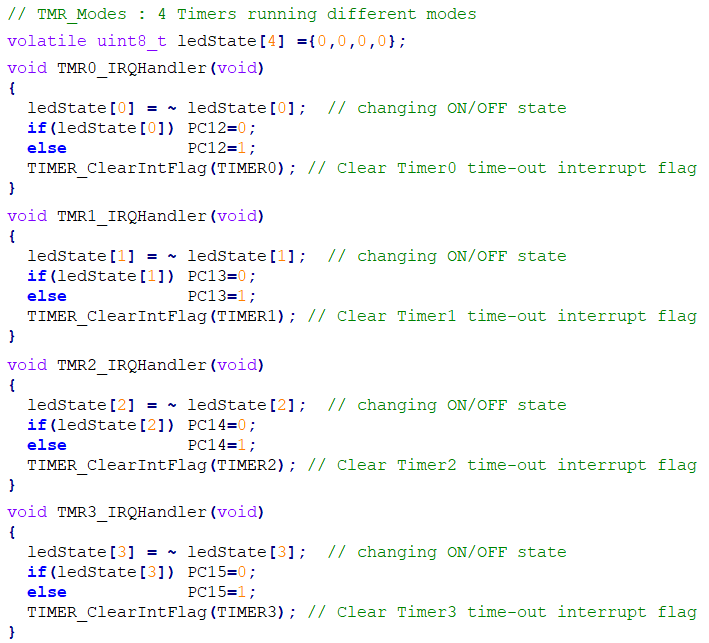 // TMR_Modes : 4 Timers running different modes
volatile uint8_t ledState[4] ={0,0,0,0};
void TMR0_IRQHandler(void)
{
  ledState[0] = ~ ledState[0];  // changing ON/OFF state
  if(ledState[0]) PC12=0;
  else            PC12=1;
  TIMER_ClearIntFlag(TIMER0); // Clear Timer0 time-out interrupt flag
}
void TMR1_IRQHandler(void)
{
  ledState[1] = ~ ledState[1];  // changing ON/OFF state
  if(ledState[1]) PC13=0;
  else            PC13=1;
  TIMER_ClearIntFlag(TIMER1); // Clear Timer1 time-out interrupt flag
}
void TMR2_IRQHandler(void)
{
  ledState[2] = ~ ledState[2];  // changing ON/OFF state
  if(ledState[2]) PC14=0;
  else            PC14=1;
  TIMER_ClearIntFlag(TIMER2); // Clear Timer2 time-out interrupt flag
}
void TMR3_IRQHandler(void)
{
  ledState[3] = ~ ledState[3];  // changing ON/OFF state
  if(ledState[3]) PC15=0;
  else            PC15=1;
  TIMER_ClearIntFlag(TIMER3); // Clear Timer3 time-out interrupt flag
}